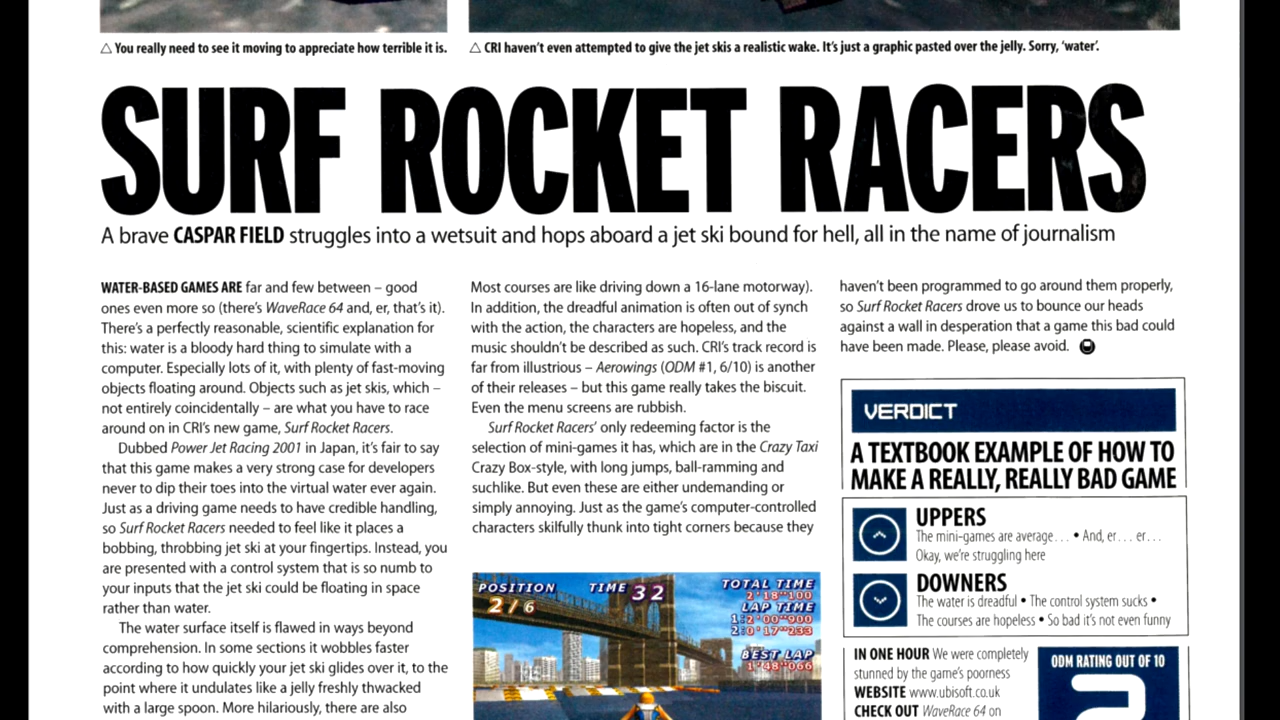 △ You really need to see it moving to appreciate how terrible it is.
△ CRI haven't even attempted to give the jet skis a realistic wake. It's just a graphic pasted over the jelly. Sorry, 'water'.
SURF ROCKET RACERS
A brave CASPAR FIELD struggles into a wetsuit and hops aboard a jet ski bound for hell, all in the name of journalism
WATER-BASED GAMES ARE far and few between – good
ones even more so (there's WaveRace 64 and, er, that's it).
There's a perfectly reasonable, scientific explanation for
this: water is a bloody hard thing to simulate with a
computer. Especially lots of it, with plenty of fast-moving
objects floating around. Objects such as jet skis, which –
not entirely coincidentally – are what you have to race
around on in CRI's new game, Surf Rocket Racers.
Dubbed Power Jet Racing 2001 in Japan, it's fair to say
that this game makes a very strong case for developers
never to dip their toes into the virtual water ever again.
Just as a driving game needs to have credible handling,
so Surf Rocket Racers needed to feel like it places a
bobbing, throbbing jet ski at your fingertips. Instead, you
are presented with a control system that is so numb to
your inputs that the jet ski could be floating in space
rather than water.
The water surface itself is flawed in ways beyond
comprehension. In some sections it wobbles faster
according to how quickly your jet ski glides over it, to the
point where it undulates like a jelly freshly thwacked
with a large spoon. More hilariously, there are also
Most courses are like driving down a 16-lane motorway).
In addition, the dreadful animation is often out of synch
with the action, the characters are hopeless, and the
music shouldn't be described as such. CRI's track record is
far from illustrious – Aerowings (ODM #1, 6/10) is another
of their releases – but this game really takes the biscuit.
Even the menu screens are rubbish.
Surf Rocket Racers' only redeeming factor is the
selection of mini-games it has, which are in the Crazy Taxi
Crazy Box-style, with long jumps, ball-ramming and
suchlike. But even these are either undemanding or
simply annoying. Just as the game's computer-controlled
characters skilfully thunk into tight corners because they
POSITION
2/6
TIME 32
TOTAL TIME
2'18"100
LAP TIME
1:2'00"900
2:0'17"233
BEST LAP
1'48"066
haven't been programmed to go around them properly,
so Surf Rocket Racers drove us to bounce our heads
against a wall in desperation that a game this bad could
have been made. Please, please avoid.
VERDICT
A TEXTBOOK EXAMPLE OF HOW TO
MAKE A REALLY, REALLY BAD GAME
UPPERS
The mini-games are average… • And, er… er…
Okay, we're struggling here
DOWNERS
The water is dreadful • The control system sucks •
The courses are hopeless • So bad it's not even funny
IN ONE HOUR We were completely
stunned by the game's poorness
WEBSITE www.ubisoft.co.uk
CHECK OUT WaveRace 64 on
ODM RATING OUT OF 10
2